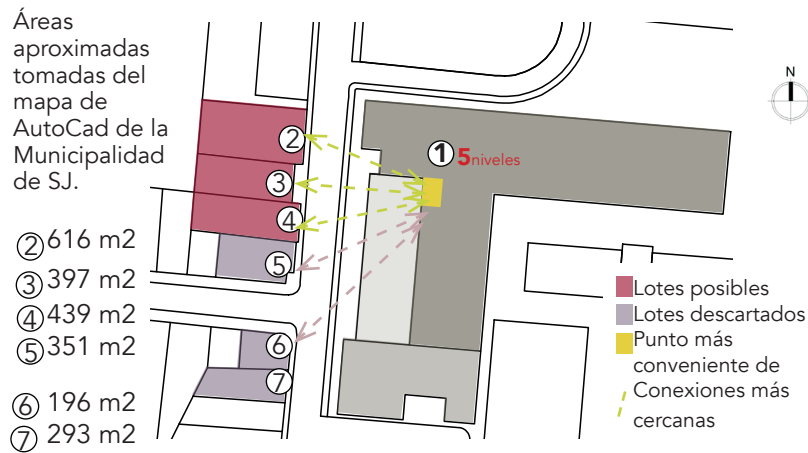 Áreas
aproximadas
tomadas del
mapa de
AutoCad de la
Municipalidad
de SJ.
② 616 m2
③ 397 m2
④ 439 m2
⑤ 351 m2
⑥ 196 m2
⑦ 293 m2
②
③
④
⑤
⑥
⑦
① 5niveles
N
Lotes posibles
Lotes descartados
Punto más
conveniente de
Conexiones más
cercanas